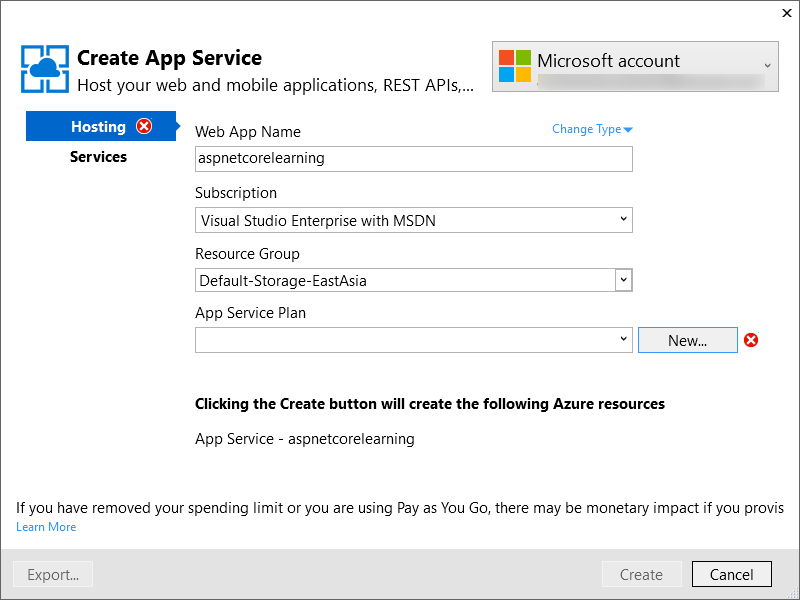 Create App Service
Host your web and mobile applications, REST APIs,...
Microsoft account
Hosting
Services
Web App Name
Change Type
aspnetcorelearning
Subscription
Visual Studio Enterprise with MSDN
Resource Group
Default-Storage-EastAsia
App Service Plan
New...
Clicking the Create button will create the following Azure resources
App Service - aspnetcorelearning
If you have removed your spending limit or you are using Pay as You Go, there may be monetary impact if you provis
Learn More
Export...
Create
Cancel